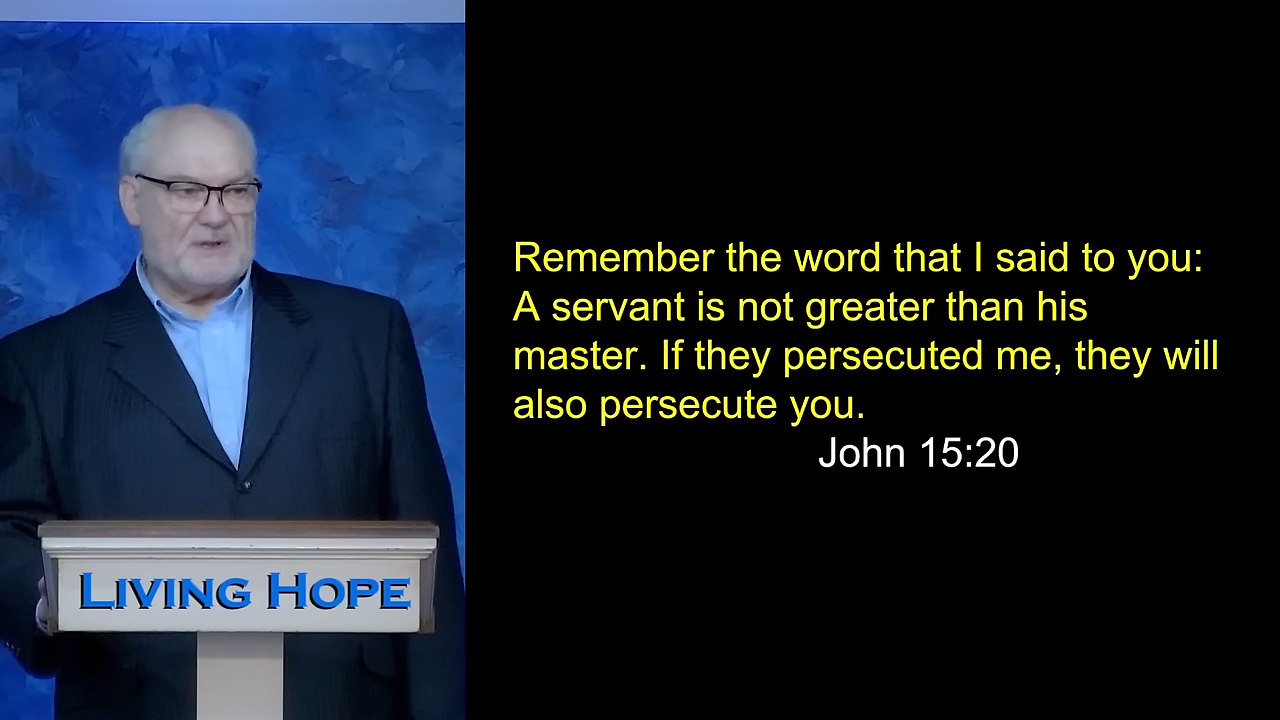 Remember the word that I said to you:
A servant is not greater than his
master. If they persecuted me, they will
also persecute you.
John 15:20
LIVING HOPE